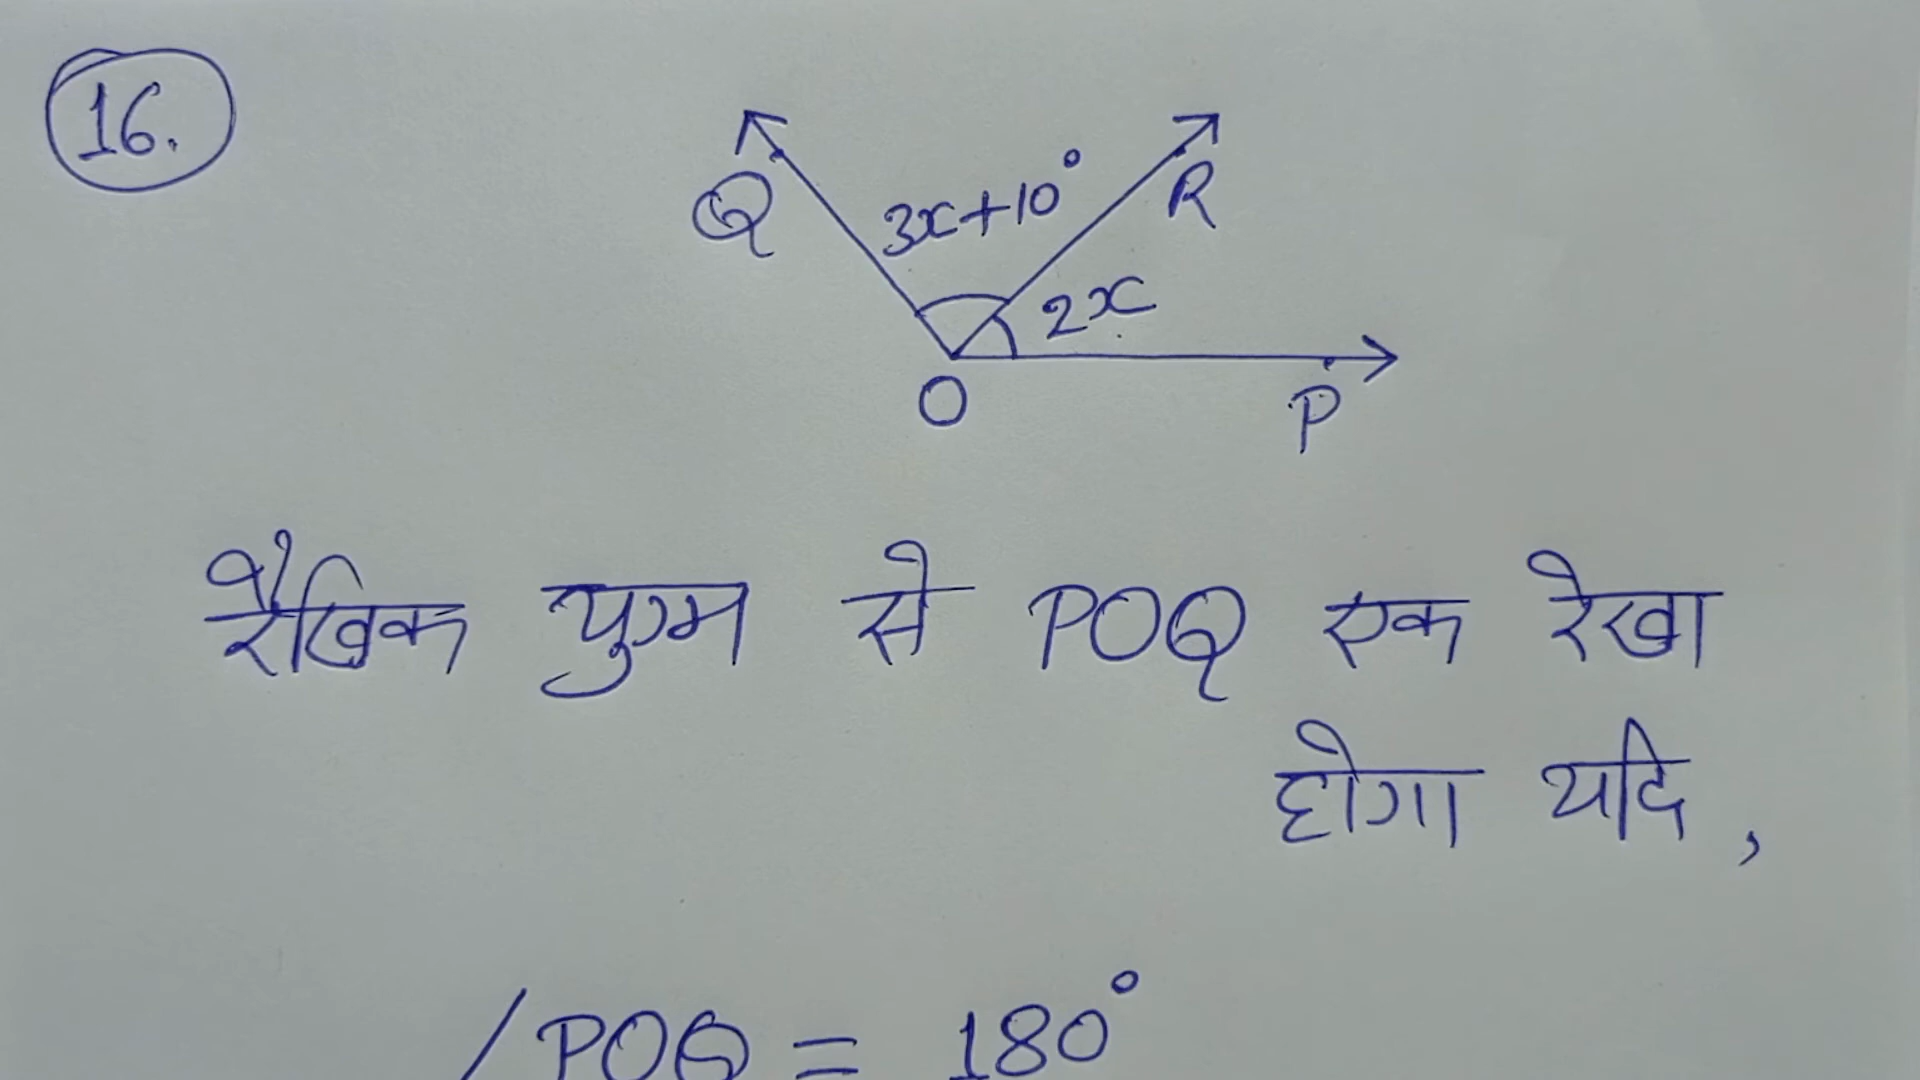 16.
Q 3x+10° R
2x
O P
रैखिक युग्म से POQ एक रेखा
होगा यदि,
∠POQ = 180°